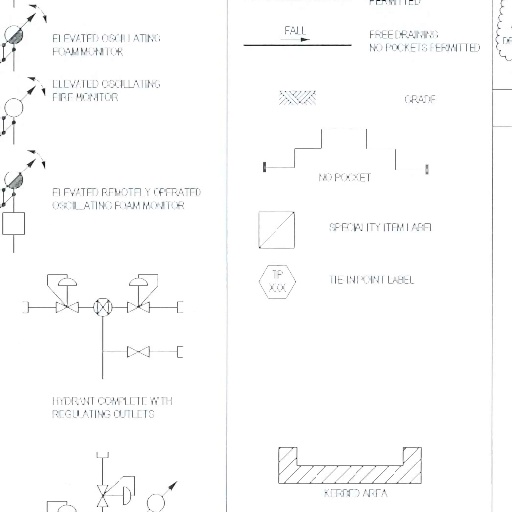 ELEVATED OSCILLATING
FOAM MONITOR
ELEVATED OSCILLATING
FIRE MONITOR
ELEVATED REMOTELY OPERATED
OSCILLATING FOAM MONITOR
HYDRANT COMPLETE WITH
REGULATING OUTLETS
PERMITTED
FALL
FREE DRAINING
NO POCKETS PERMITTED
GRADE
NO POCKET
SPECIALITY ITEM LABEL
TIP
XXX
TIE IN POINT LABEL
KERBED AREA